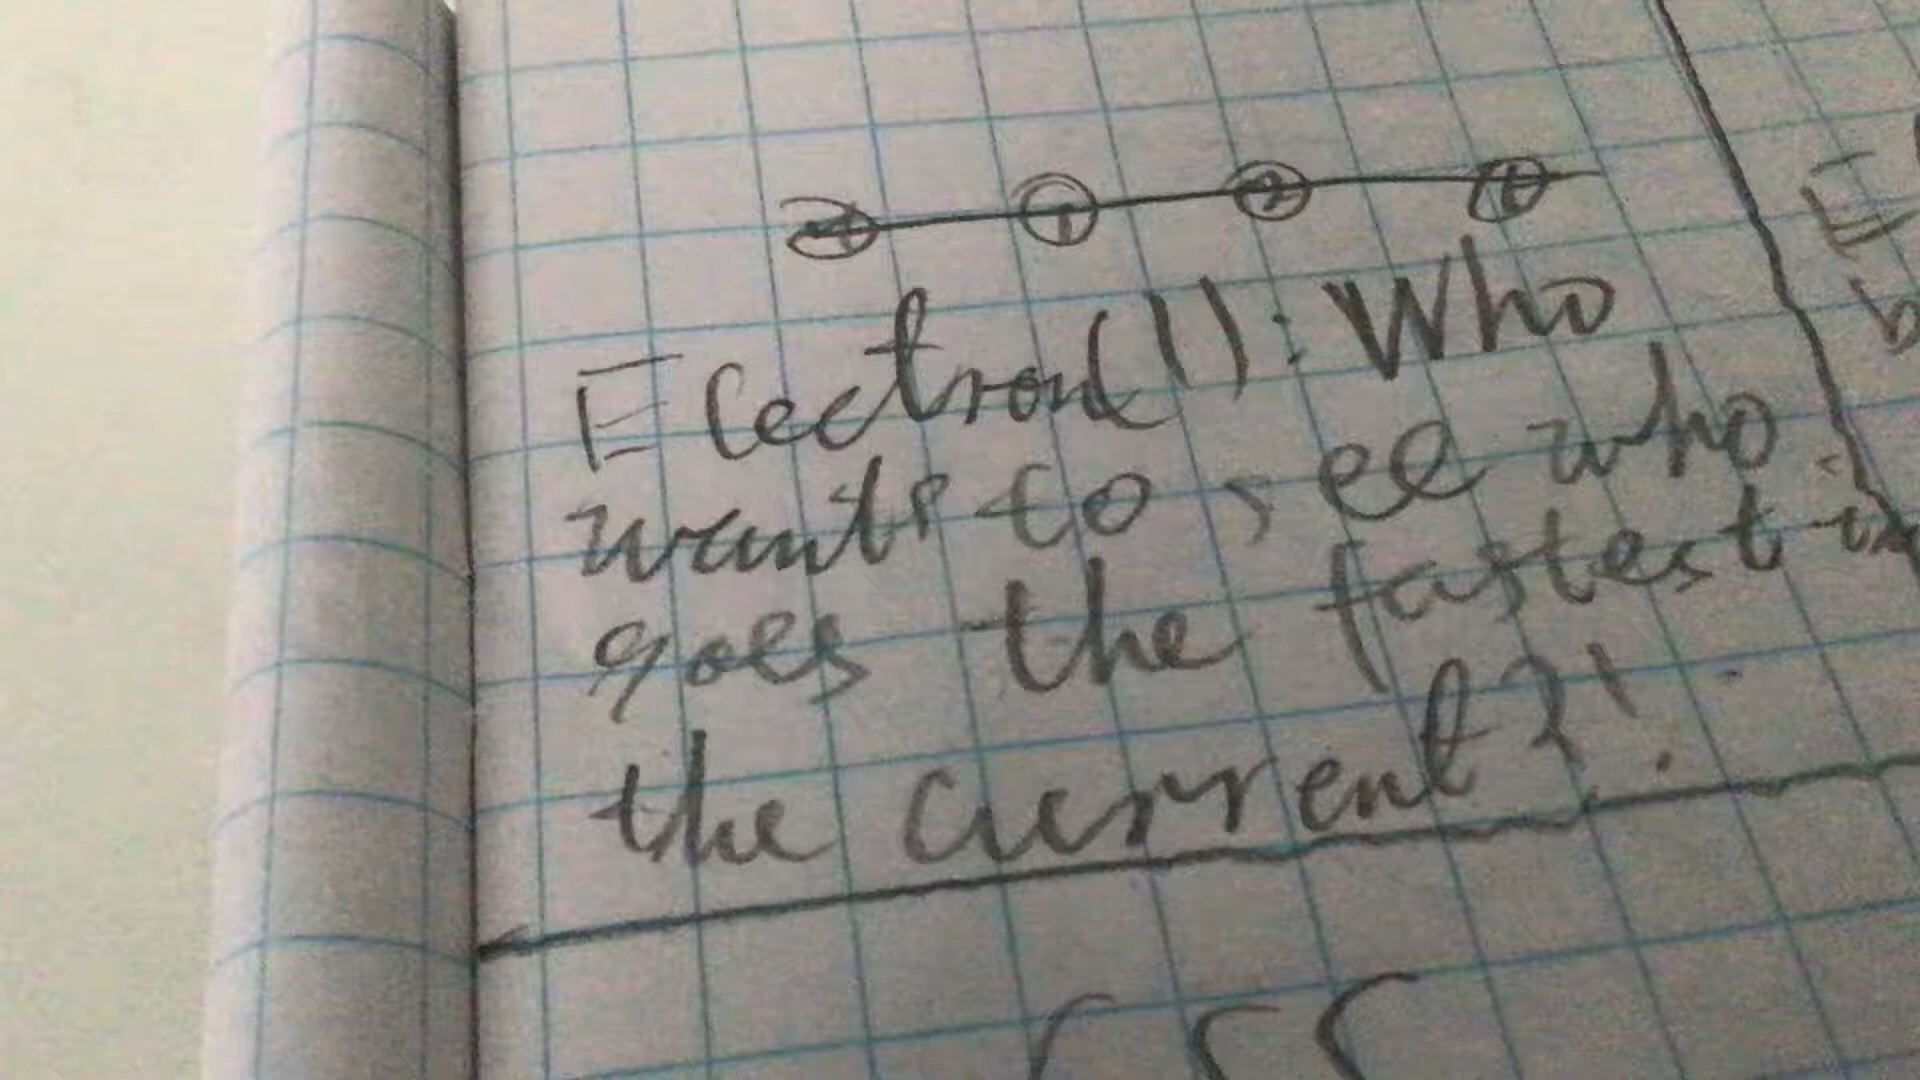 Electron(1): Who
wants to see who
goes the fastest in
the current?!